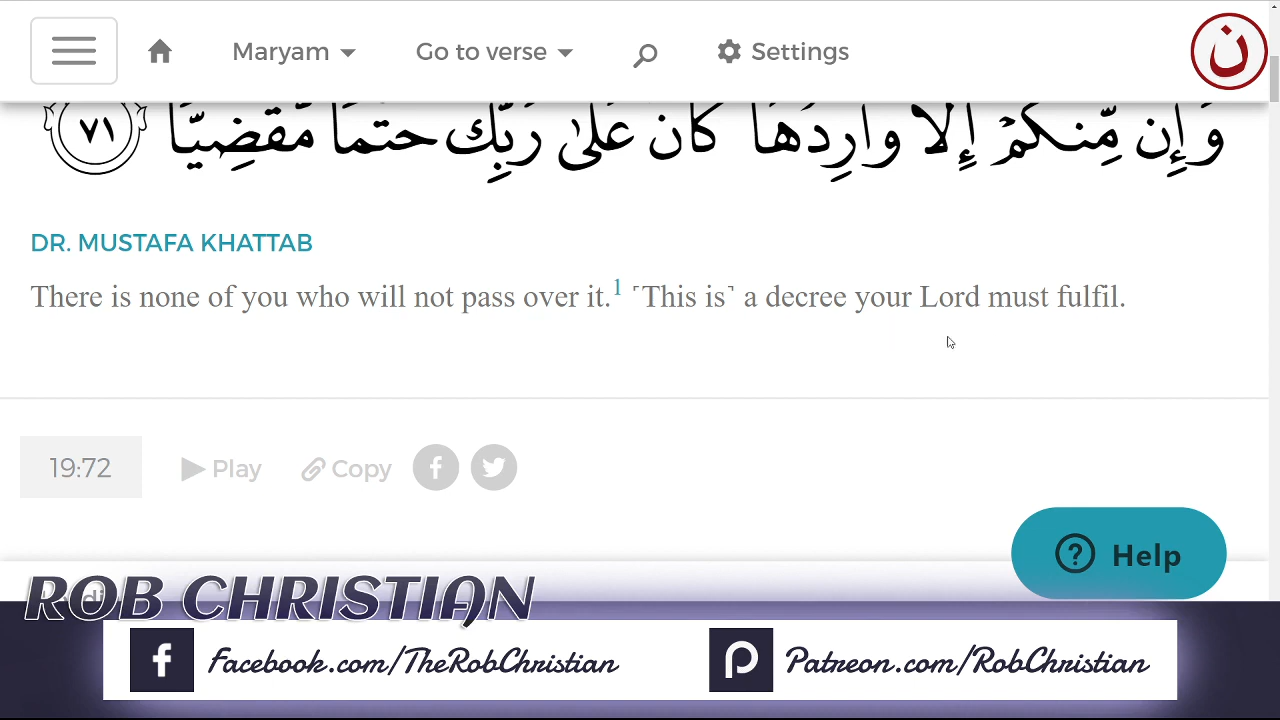 Maryam
Go to verse
Settings
ن
وَإِن مِّنكُمْ إِلَّا وَارِدُهَا كَانَ عَلَىٰ رَبِّكَ حَتْمًا مَّقْضِيًّا ٧١
DR. MUSTAFA KHATTAB
There is none of you who will not pass over it.1 ˹This is˺ a decree your Lord must fulfil.
19:72
Play
Copy
? Help
ROB CHRISTIAN
Facebook.com/TheRobChristian
Patreon.com/RobChristian